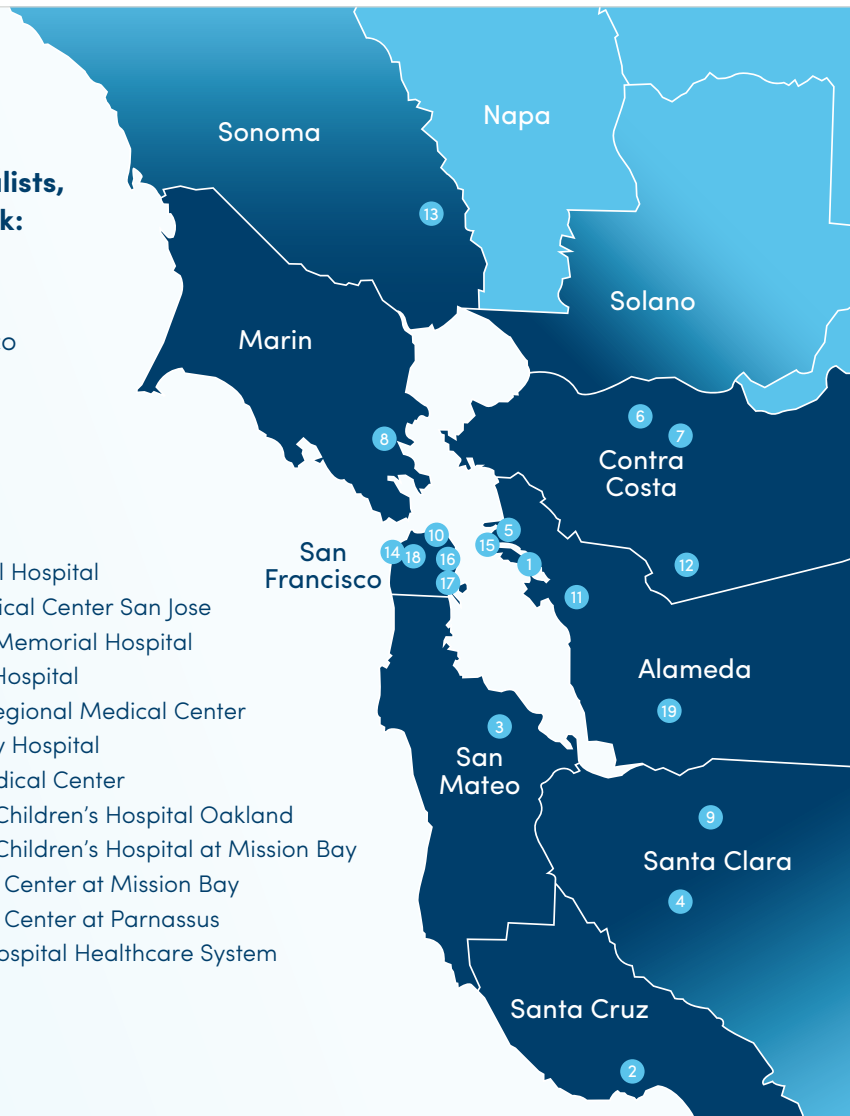 Sonoma
Napa
alists,
k:
13
Solano
Marin
o
6
8
7
Contra
Costa
5
10
15
San
Francisco
14
18
16
1
12
l Hospital
17
11
ical Center San Jose
Memorial Hospital
Hospital
Alameda
egional Medical Center
19
3
y Hospital
San
Mateo
dical Center
Children’s Hospital Oakland
9
Children’s Hospital at Mission Bay
Santa Clara
Center at Mission Bay
4
Center at Parnassus
ospital Healthcare System
Santa Cruz
2